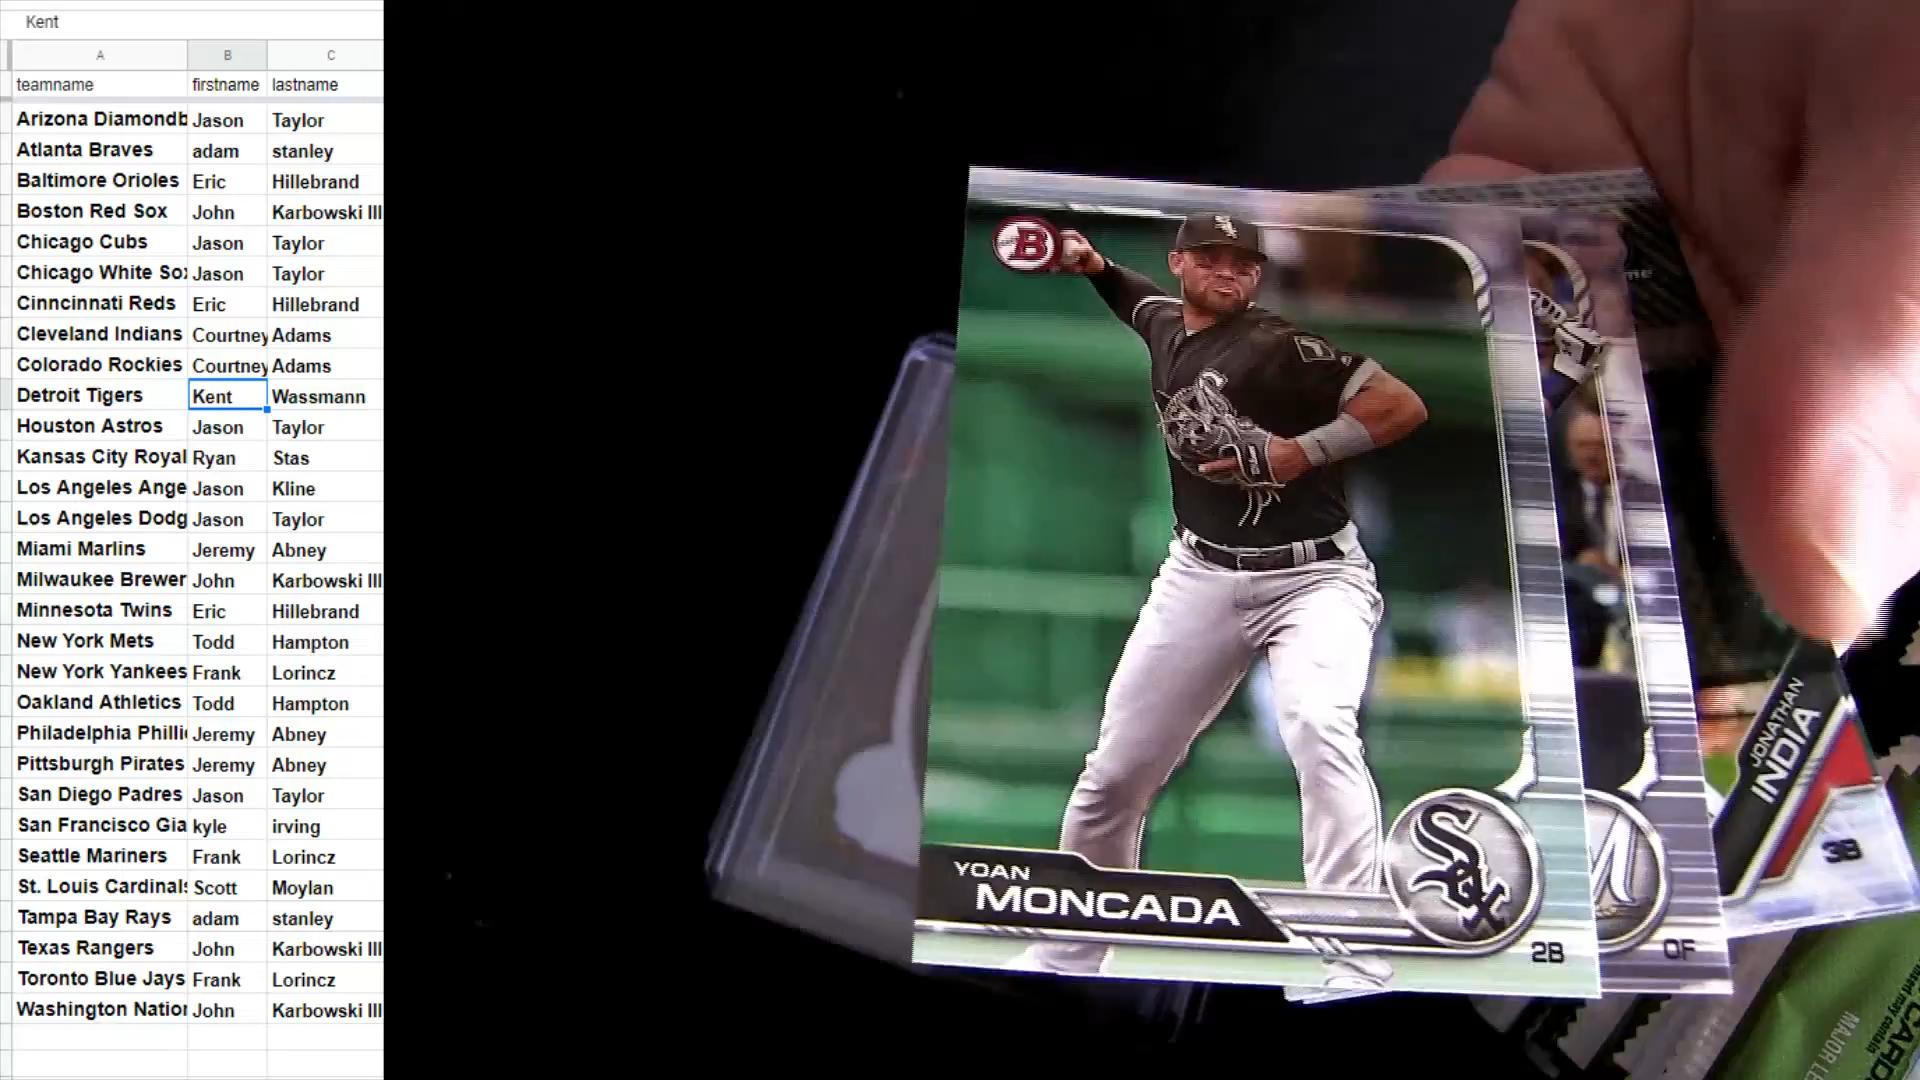 Kent
A B C
teamname firstname lastname
Arizona Diamondb Jason Taylor
Atlanta Braves adam stanley
Baltimore Orioles Eric Hillebrand
Boston Red Sox John Karbowski III
Chicago Cubs Jason Taylor
Chicago White Sox Jason Taylor
Cinncinnati Reds Eric Hillebrand
Cleveland Indians Courtney Adams
Colorado Rockies Courtney Adams
Detroit Tigers Kent Wassmann
Houston Astros Jason Taylor
Kansas City Royal Ryan Stas
Los Angeles Ange Jason Kline
Los Angeles Dodg Jason Taylor
Miami Marlins Jeremy Abney
Milwaukee Brewer John Karbowski III
Minnesota Twins Eric Hillebrand
New York Mets Todd Hampton
New York Yankees Frank Lorincz
Oakland Athletics Todd Hampton
Philadelphia Philli Jeremy Abney
Pittsburgh Pirates Jeremy Abney
San Diego Padres Jason Taylor
San Francisco Gia kyle irving
Seattle Mariners Frank Lorincz
St. Louis Cardinals Scott Moylan
Tampa Bay Rays adam stanley
Texas Rangers John Karbowski III
Toronto Blue Jays Frank Lorincz
Washington Nation John Karbowski III
B
YOAN
MONCADA
Sox
2B
M
OF
JONATHAN
INDIA
3B
CARD
MAJOR LE